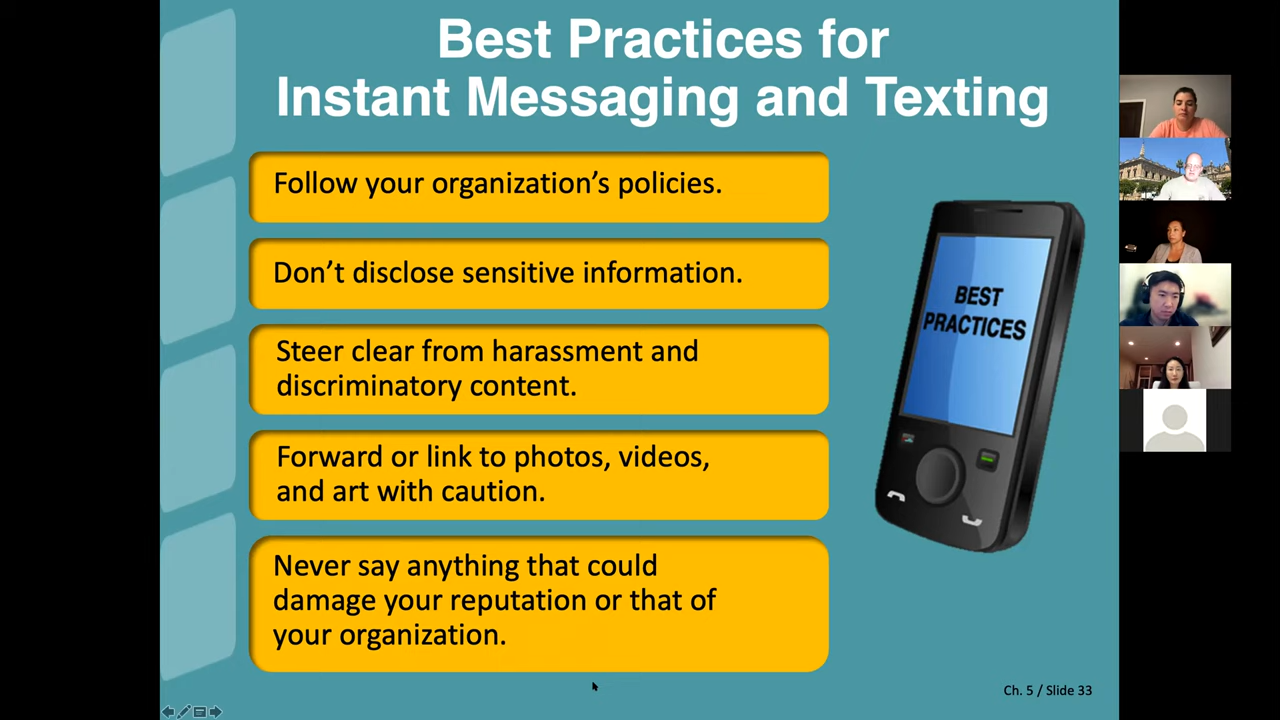 Best Practices for
Instant Messaging and Texting
Follow your organization’s policies.
Don’t disclose sensitive information.
Steer clear from harassment and
discriminatory content.
Forward or link to photos, videos,
and art with caution.
Never say anything that could
damage your reputation or that of
your organization.
BEST
PRACTICES
Ch. 5 / Slide 33